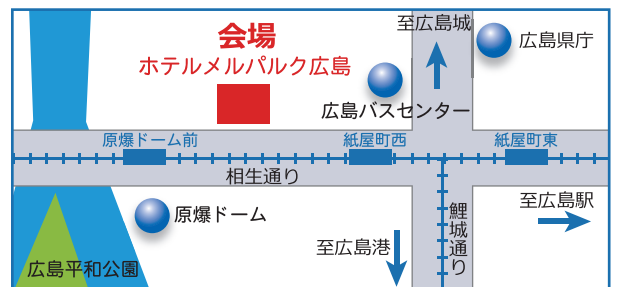 会場
ホテルメルパルク広島
至広島城
広島県庁
広島バスセンター
原爆ドーム前
紙屋町西
紙屋町東
相生通り
原爆ドーム
鯉城通り
至広島駅
至広島港
広島平和公園